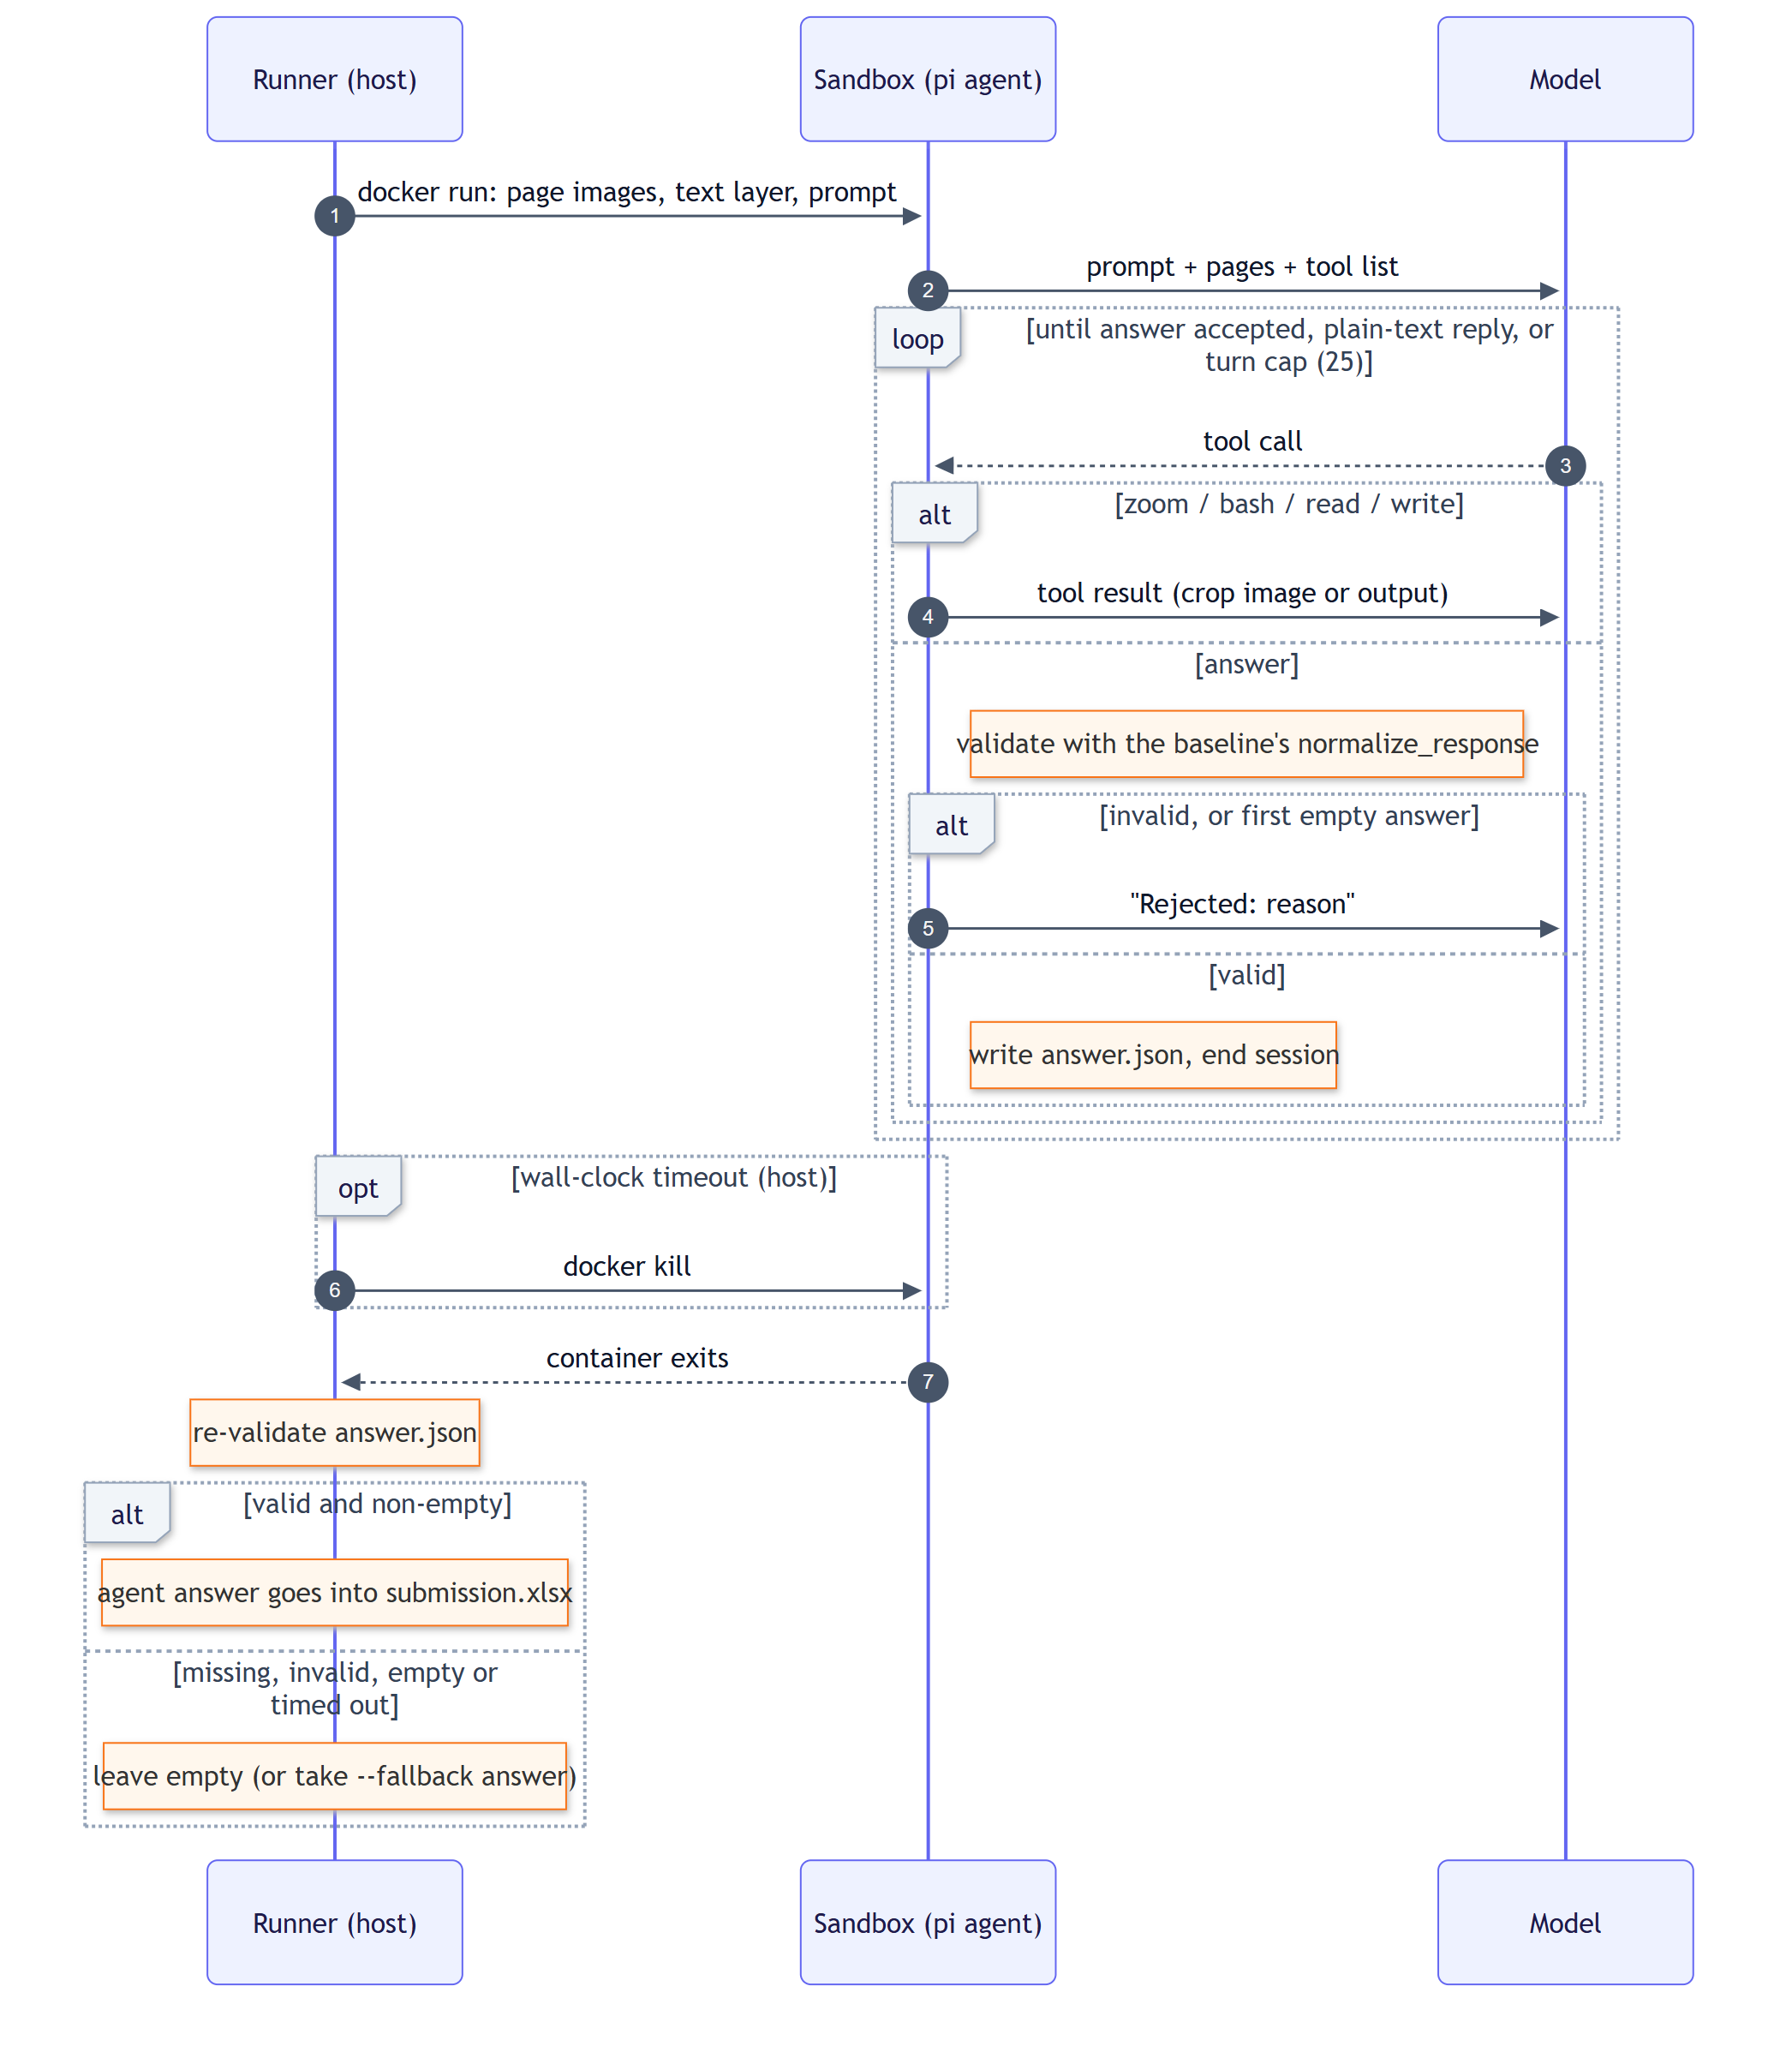 Runner (host)
Sandbox (pi agent)
Model
docker run: page images, text layer, prompt
1
prompt + pages + tool list
2
loop
[until answer accepted, plain-text reply, or
turn cap (25)]
tool call
3
alt
[zoom / bash / read / write]
tool result (crop image or output)
4
[answer]
validate with the baseline's normalize_response
alt
[invalid, or first empty answer]
"Rejected: reason"
5
[valid]
write answer.json, end session
opt
[wall-clock timeout (host)]
docker kill
6
container exits
7
re-validate answer.json
alt
[valid and non-empty]
agent answer goes into submission.xlsx
[missing, invalid, empty or
timed out]
leave empty (or take --fallback answer)
Runner (host)
Sandbox (pi agent)
Model